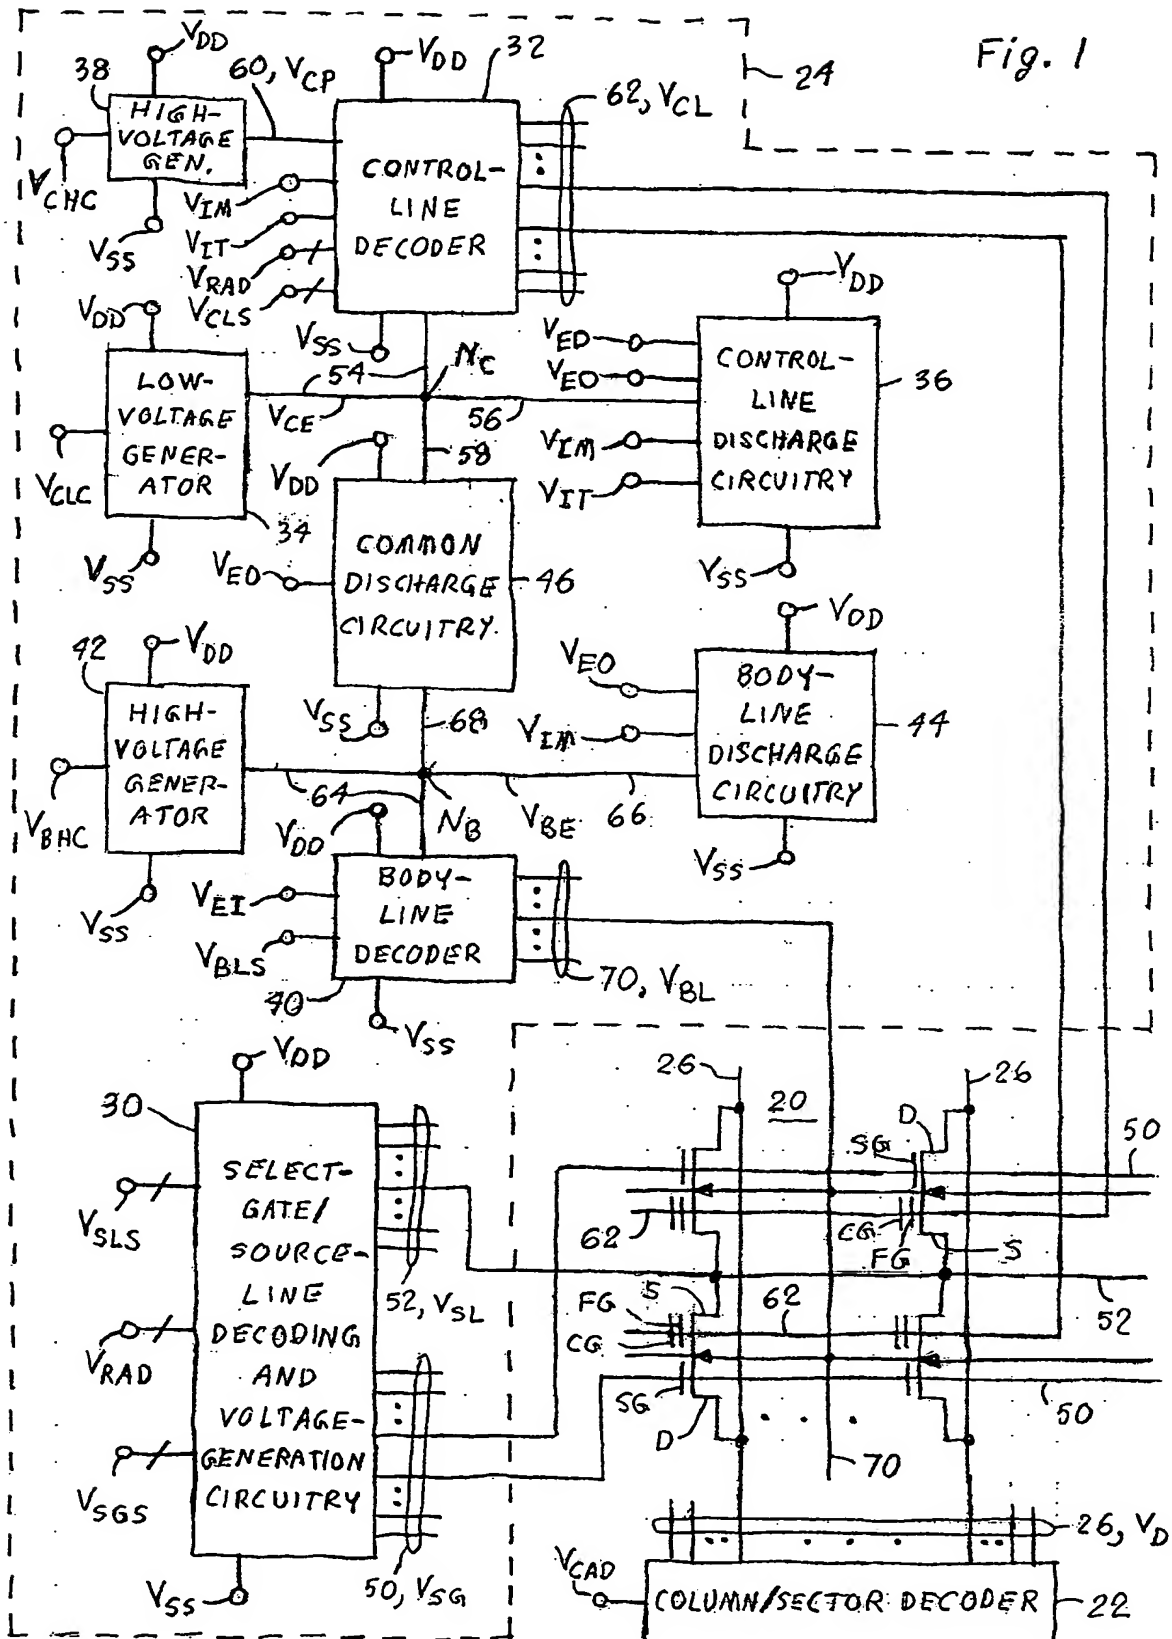 Fig. 1
24
VDD
38
60, VCP
HIGH-
VOLTAGE
GEN.
VCHC
VSS
VDD
32
62, VCL
CONTROL-
LINE
DECODER
VIM
VIT
VRAD
VCLS
VSS
VDD
LOW-
VOLTAGE
GENER-
ATOR
VCLC
34
VSS
54
NC
VCE
56
58
VDD
VED
VEO
VIM
VIT
CONTROL-
LINE
DISCHARGE
CIRCUITRY
36
VSS
VDD
COMMON
DISCHARGE
CIRCUITRY
VEO
46
VSS
68
VDD
42
HIGH-
VOLTAGE
GENER-
ATOR
VBHC
VSS
64
NB
VBE
66
VOD
VEO
VIM
BODY-
LINE
DISCHARGE
CIRCUITRY
44
VSS
VDD
BODY-
LINE
DECODER
VEI
VBLS
40
VSS
70, VBL
VDD
30
SELECT-
GATE/
SOURCE-
LINE
DECODING
AND
VOLTAGE-
GENERATION
CIRCUITRY
VSLS
VRAD
VSGS
VSS
52, VSL
50, VSG
26
20
26
D
SG
50
62
CG
FG
S
52
S
FG
CG
62
SG
D
50
70
26, VD
VCAD
COLUMN/SECTOR DECODER
22